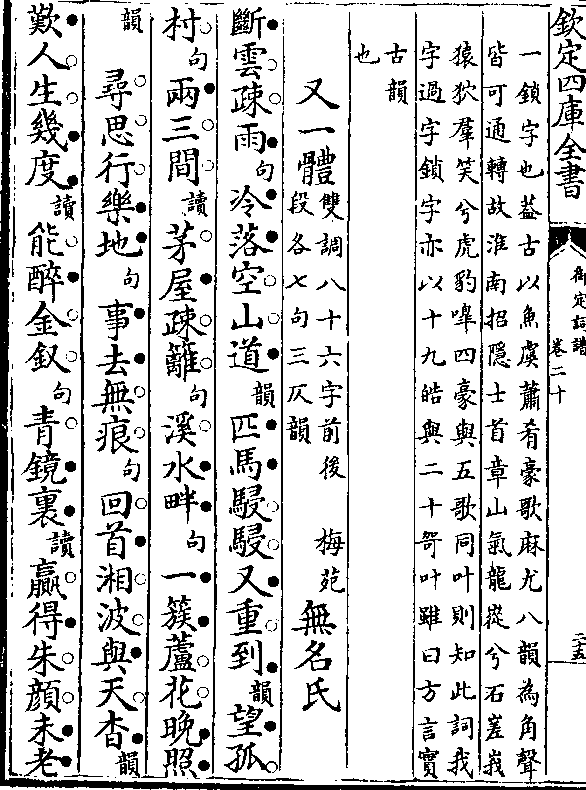 欽定四庫全書
御定詞譜
卷二十
一鎖字也葢古以魚虞蕭肴豪歌麻尤八韻為角聲
皆可通轉故淮南招隱士首章山氣龍嵸兮石嵳峩
猿狖羣笑兮虎豹嘷四豪與五歌同叶則知此詞我
字過字鎖字亦以十九皓與二十哿叶雖曰方言實
古韻
也
又一體 雙調八十六字前後
段各七句三仄韻 梅苑 無名氏
斷雲疎雨句冷落空山道韻匹馬駸駸又重到韻望孤
村句兩三間讀茅屋疎籬句溪水畔句一簇蘆花晚照
韻 尋思行樂地句事去無痕句回首湘波與天杳韻
歎人生幾度讀能醉金釵句青鏡裏讀贏得朱顏未老